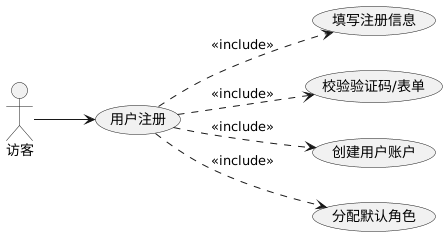 填写注册信息
<<include>>
校验验证码/表单
<<include>>
用户注册
<<include>>
访客
创建用户账户
<<include>>
分配默认角色